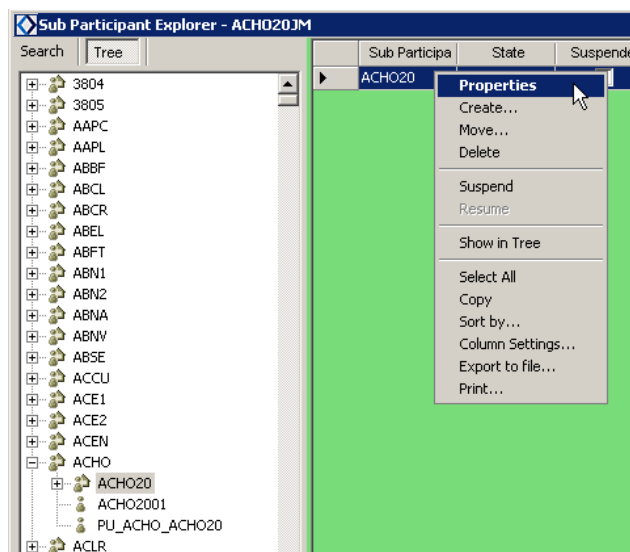 Sub Participant Explorer - ACHO20JM
Search Tree
Sub Participa State Suspende
ACHO20
3804
3805
AAPC
AAPL
ABBF
ABCL
ABCR
ABEL
ABFT
ABN1
ABN2
ABNA
ABNV
ABSE
ACCU
ACE1
ACE2
ACEN
ACHO
ACHO20
ACHO2001
PU_ACHO_ACHO20
ACLR
Properties
Create...
Move...
Delete
Suspend
Resume
Show in Tree
Select All
Copy
Sort by...
Column Settings...
Export to file...
Print...